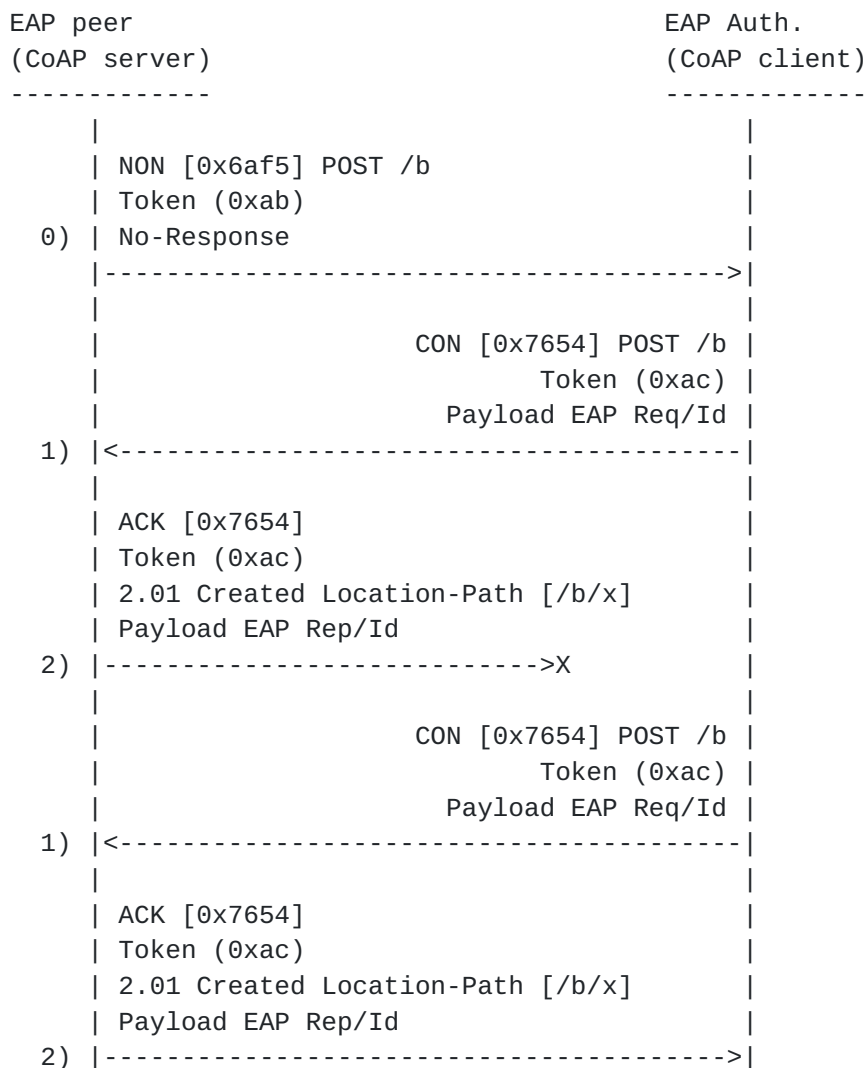 EAP peer                                    EAP Auth.
(CoAP server)                               (CoAP client)
-------------                               -------------
     |                                          |
     | NON [0x6af5] POST /b                     |
     | Token (0xab)                             |
  0) | No-Response                              |
     |----------------------------------------->|
     |                                          |
     |                     CON [0x7654] POST /b |
     |                             Token (0xac) |
     |                       Payload EAP Req/Id |
  1) |<-----------------------------------------|
     |                                          |
     | ACK [0x7654]                             |
     | Token (0xac)                             |
     | 2.01 Created Location-Path [/b/x]        |
     | Payload EAP Rep/Id                       |
  2) |----------------------------->X           |
     |                                          |
     |                     CON [0x7654] POST /b |
     |                             Token (0xac) |
     |                       Payload EAP Req/Id |
  1) |<-----------------------------------------|
     |                                          |
     | ACK [0x7654]                             |
     | Token (0xac)                             |
     | 2.01 Created Location-Path [/b/x]        |
     | Payload EAP Rep/Id                       |
  2) |----------------------------------------->|